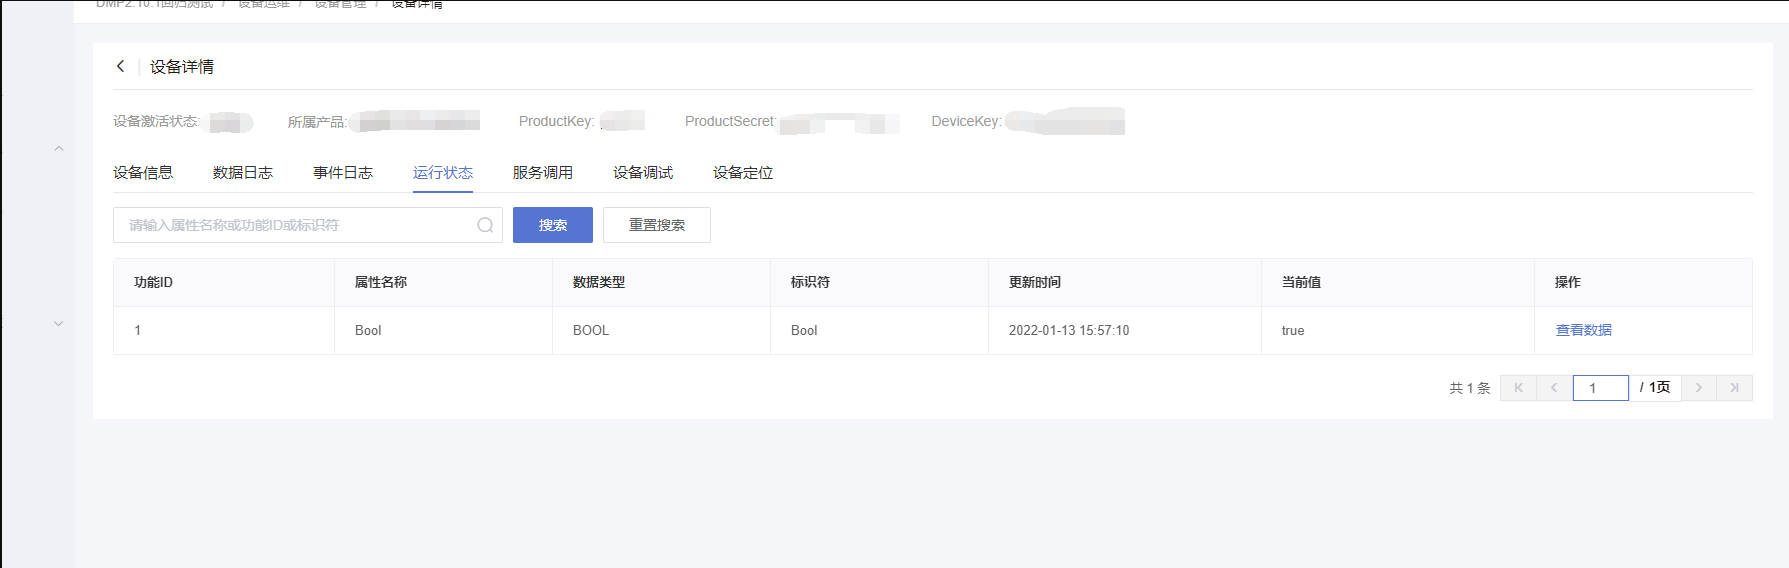 DMP2.10.1回归测试 / 设备运维 / 设备管理 / 设备详情
设备详情
设备激活状态: 所属产品: ProductKey: ProductSecret: DeviceKey:
设备信息 数据日志 事件日志 运行状态 服务调用 设备调试 设备定位
请输入属性名称或功能ID或标识符 搜索 重置搜索
功能ID 属性名称 数据类型 标识符 更新时间 当前值 操作
1 Bool BOOL Bool 2022-01-13 15:57:10 true 查看数据
共 1 条 1 / 1页